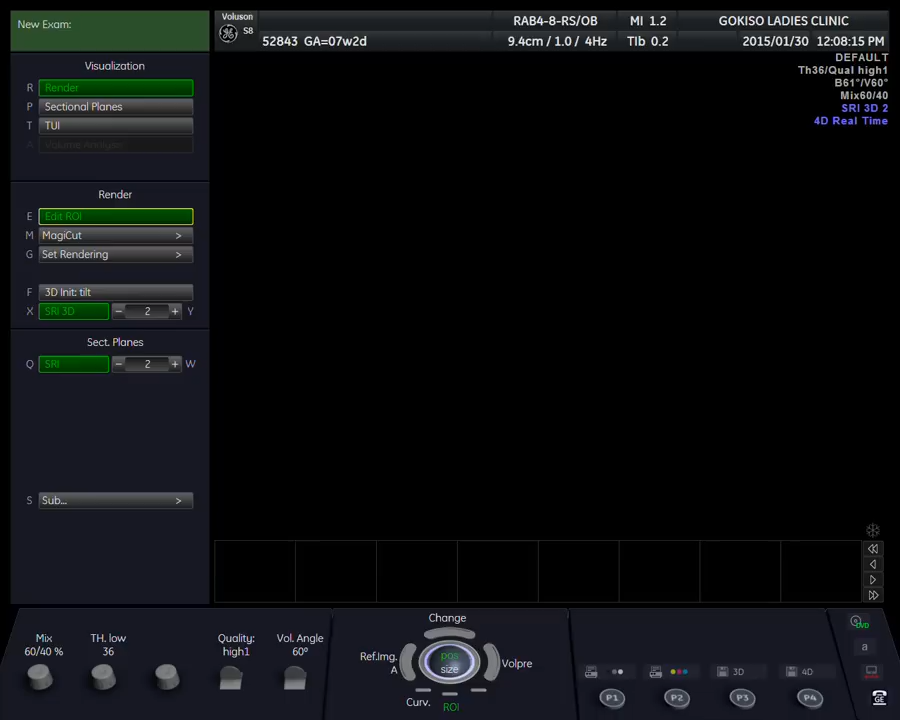 New Exam:
Voluson
S8
RAB4-8-RS/OB
MI 1.2
GOKISO LADIES CLINIC
52843 GA=07w2d
9.4cm / 1.0 / 4Hz
TIb 0.2
2015/01/30
12:08:15 PM
DEFAULT
Th36/Qual high1
B61°/V60°
Mix60/40
SRI 3D 2
4D Real Time
Visualization
R Render
P Sectional Planes
T TUI
A Volume Analysis
Render
E Edit ROI
M MagiCut >
G Set Rendering >
F 3D Init: tilt
X SRI 3D − 2 + Y
Sect. Planes
Q SRI − 2 + W
S Sub... >
Mix
60/40 %
TH. low
36
Quality:
high1
Vol. Angle
60°
Change
Ref.Img.
A
pos
size
Volpre
Curv.
ROI
3D
4D
P1
P2
P3
P4
DVD
a
GE